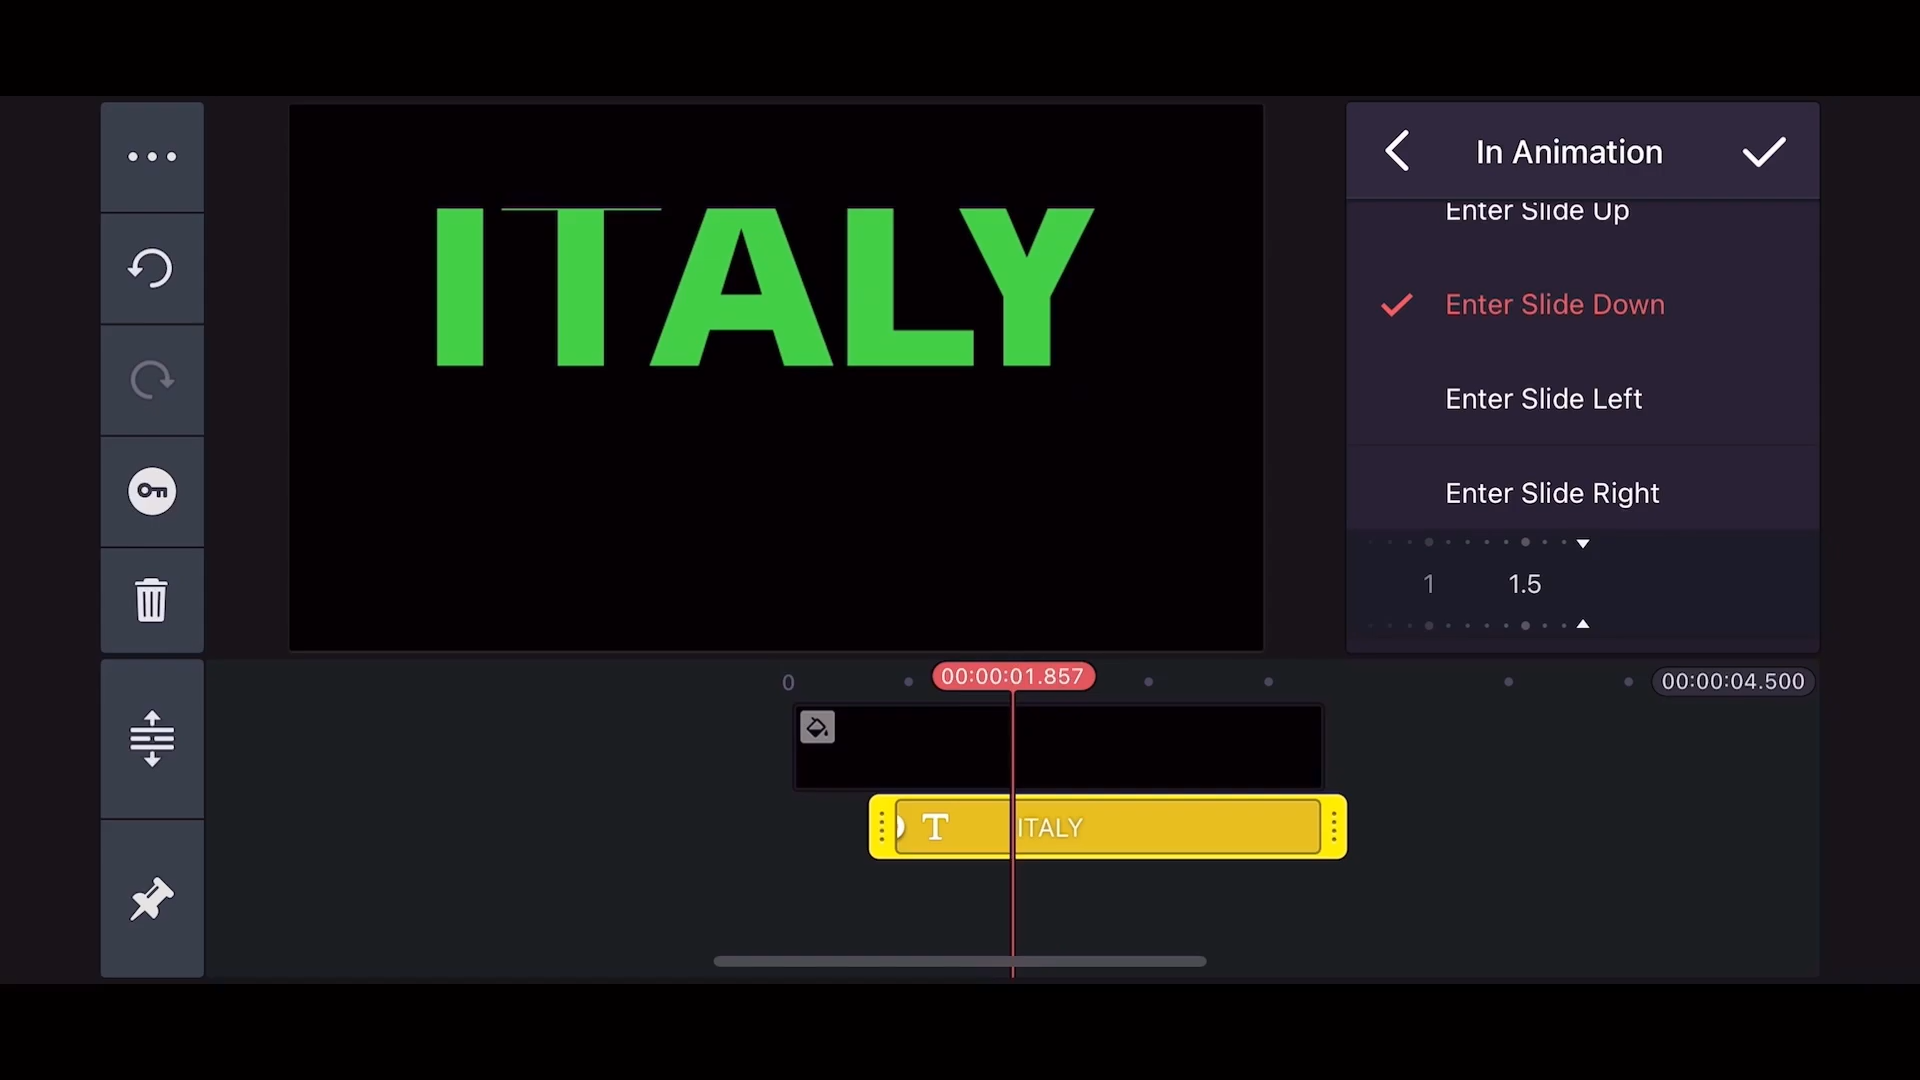 ITALY
In Animation
Enter Slide Up
Enter Slide Down
Enter Slide Left
Enter Slide Right
1 1.5
0 00:00:01.857 00:00:04.500
T ITALY